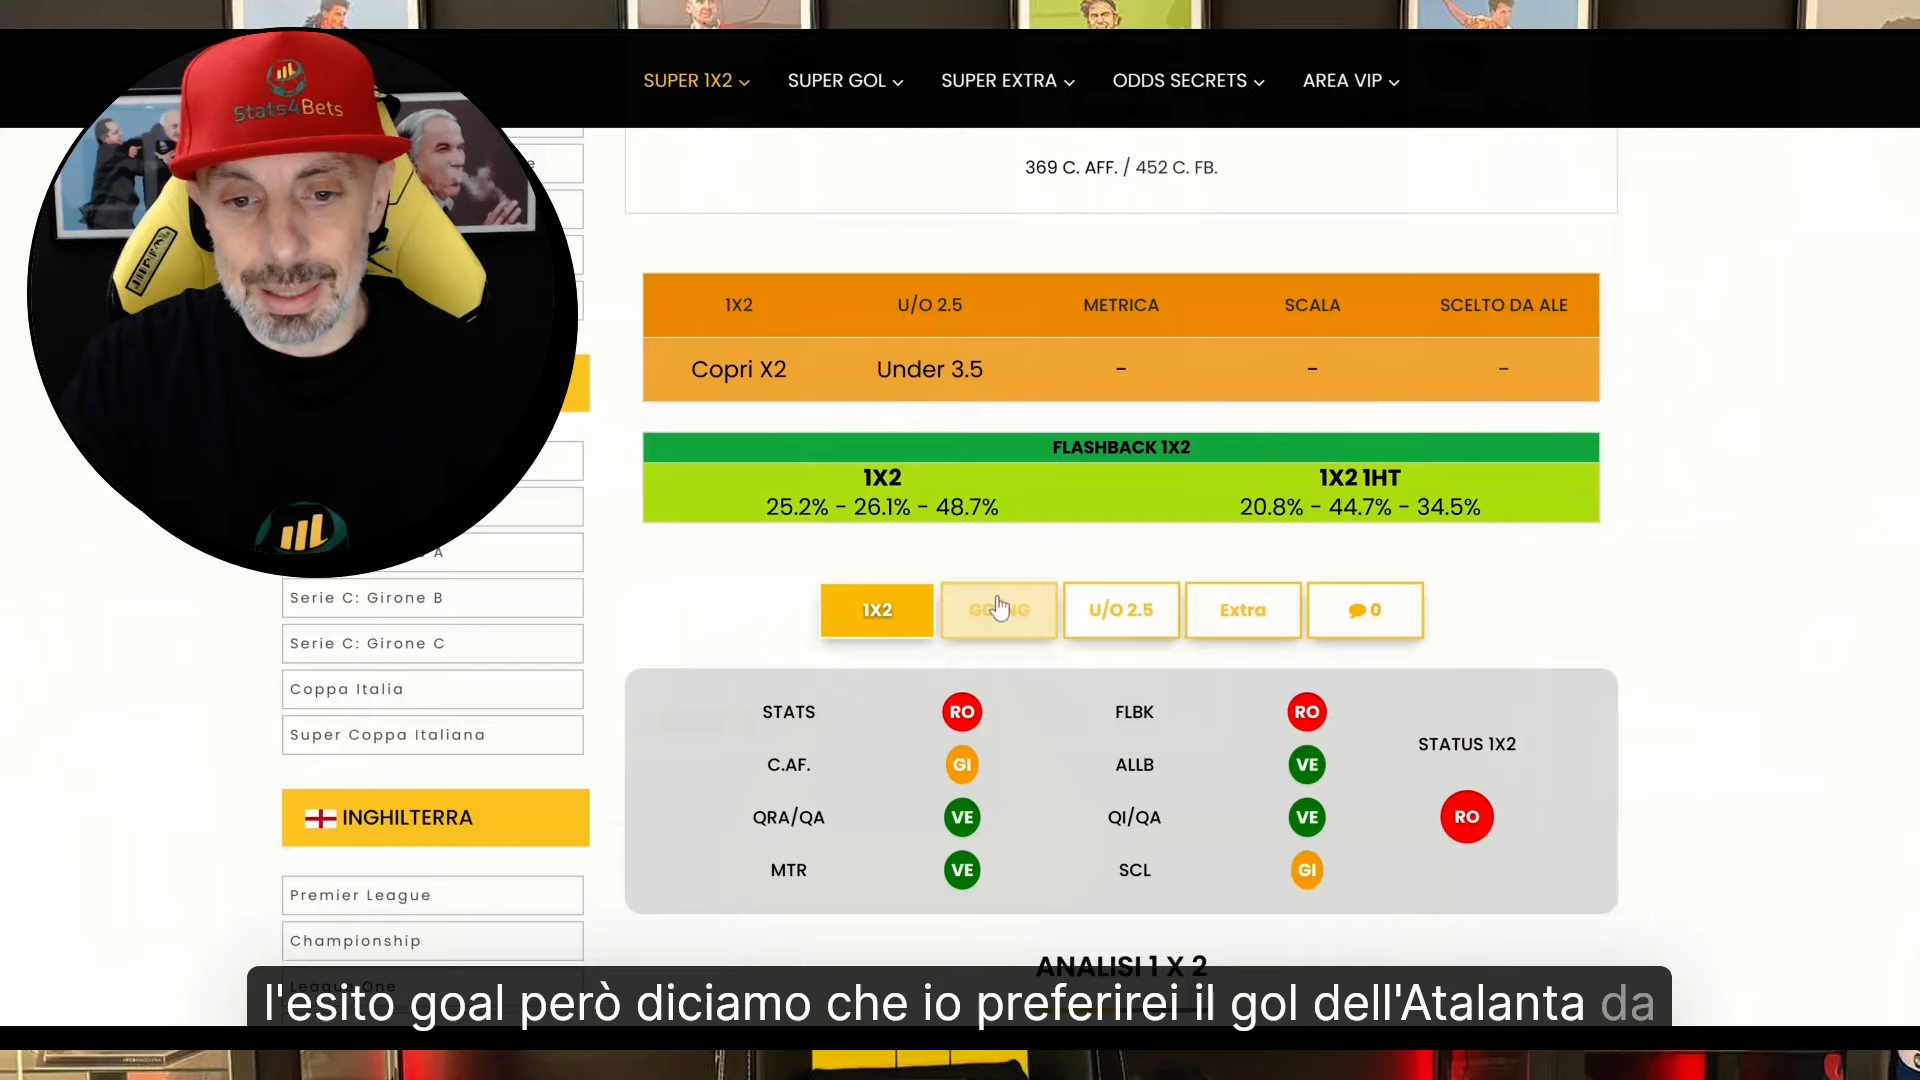 SUPER 1X2
SUPER GOL
SUPER EXTRA
ODDS SECRETS
AREA VIP
Stats4Bets
369 C. AFF. / 452 C. FB.
1X2
U/O 2.5
METRICA
SCALA
SCELTO DA ALE
Copri X2
Under 3.5
-
-
-
FLASHBACK 1X2
1X2
1X2 1HT
25.2% - 26.1% - 48.7%
20.8% - 44.7% - 34.5%
A
Serie C: Girone B
Serie C: Girone C
Coppa Italia
Super Coppa Italiana
INGHILTERRA
Premier League
Championship
League One
1X2
U/O 2.5
Extra
0
STATS
RO
FLBK
RO
C.AF.
GI
ALLB
VE
QRA/QA
VE
QI/QA
VE
MTR
VE
SCL
GI
STATUS 1X2
RO
ANALISI 1 X 2
l'esito goal però diciamo che io preferirei il gol dell'Atalanta da